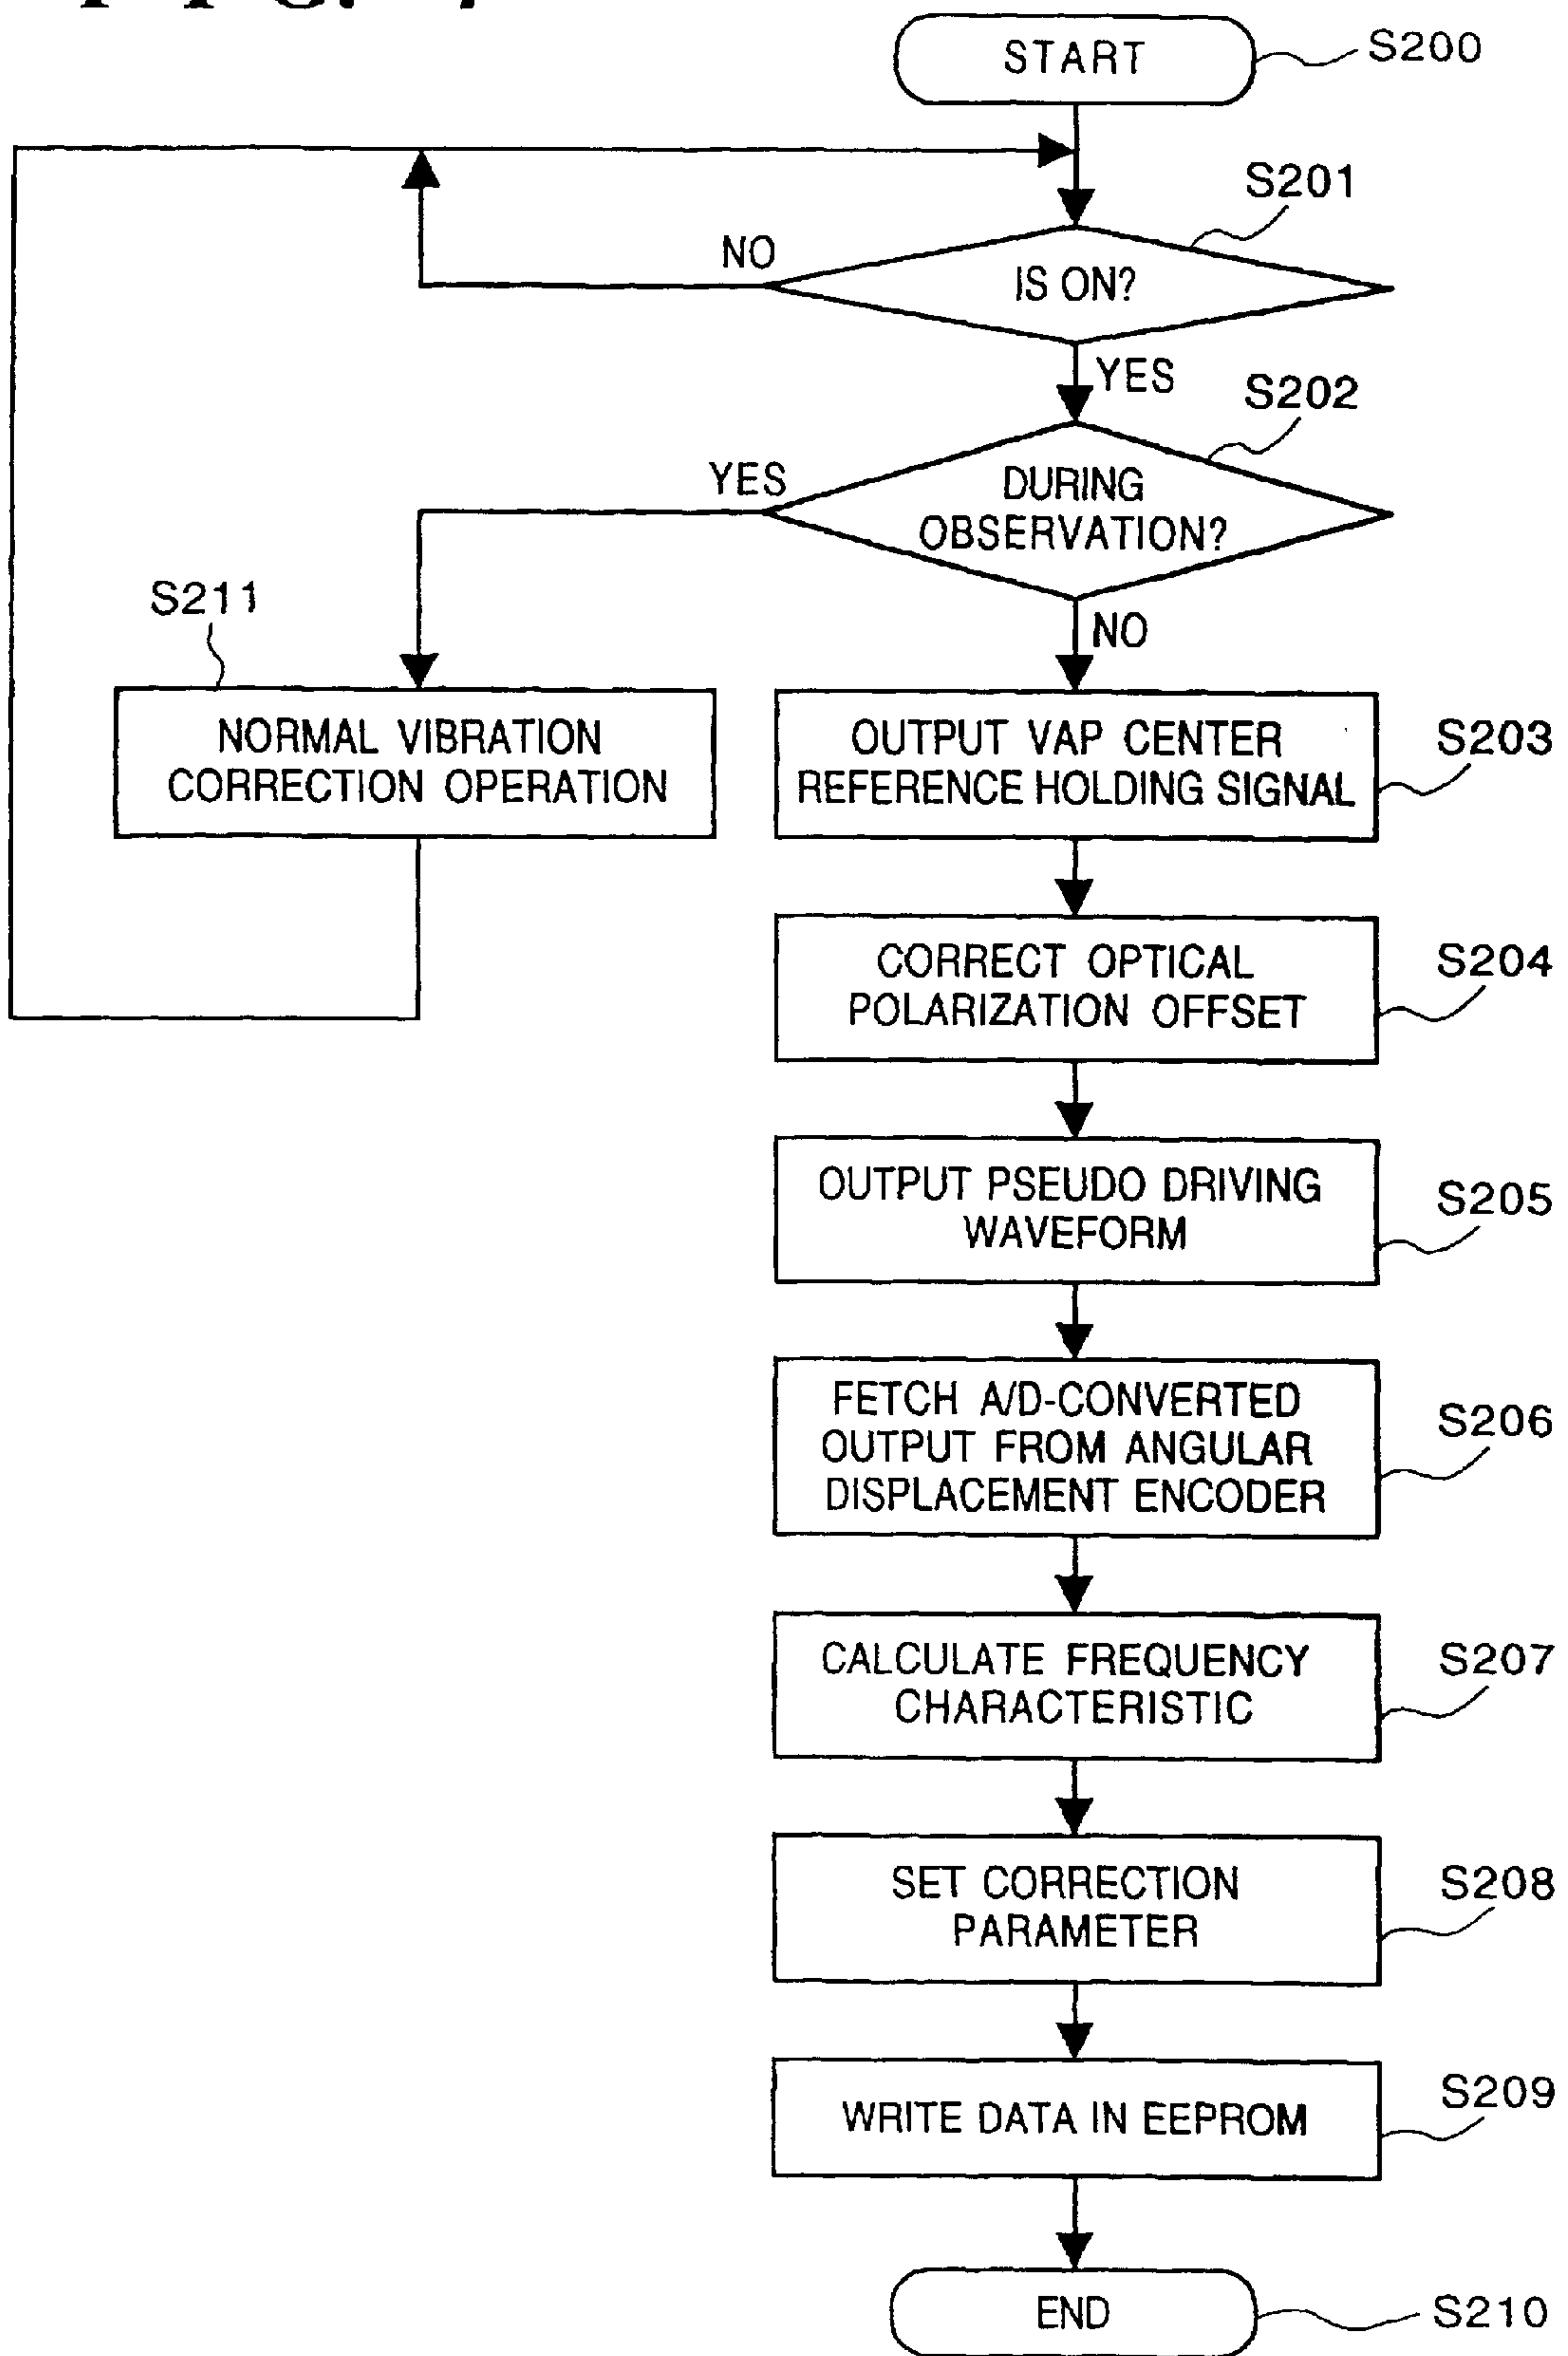 START
S200
S201
NO
IS ON?
YES
S202
YES
DURING
OBSERVATION?
S211
NO
NORMAL VIBRATION
CORRECTION OPERATION
OUTPUT VAP CENTER
REFERENCE HOLDING SIGNAL
S203
CORRECT OPTICAL
POLARIZATION OFFSET
S204
OUTPUT PSEUDO DRIVING
WAVEFORM
S205
FETCH A/D-CONVERTED
OUTPUT FROM ANGULAR
DISPLACEMENT ENCODER
S206
CALCULATE FREQUENCY
CHARACTERISTIC
S207
SET CORRECTION
PARAMETER
S208
WRITE DATA IN EEPROM
S209
END
S210